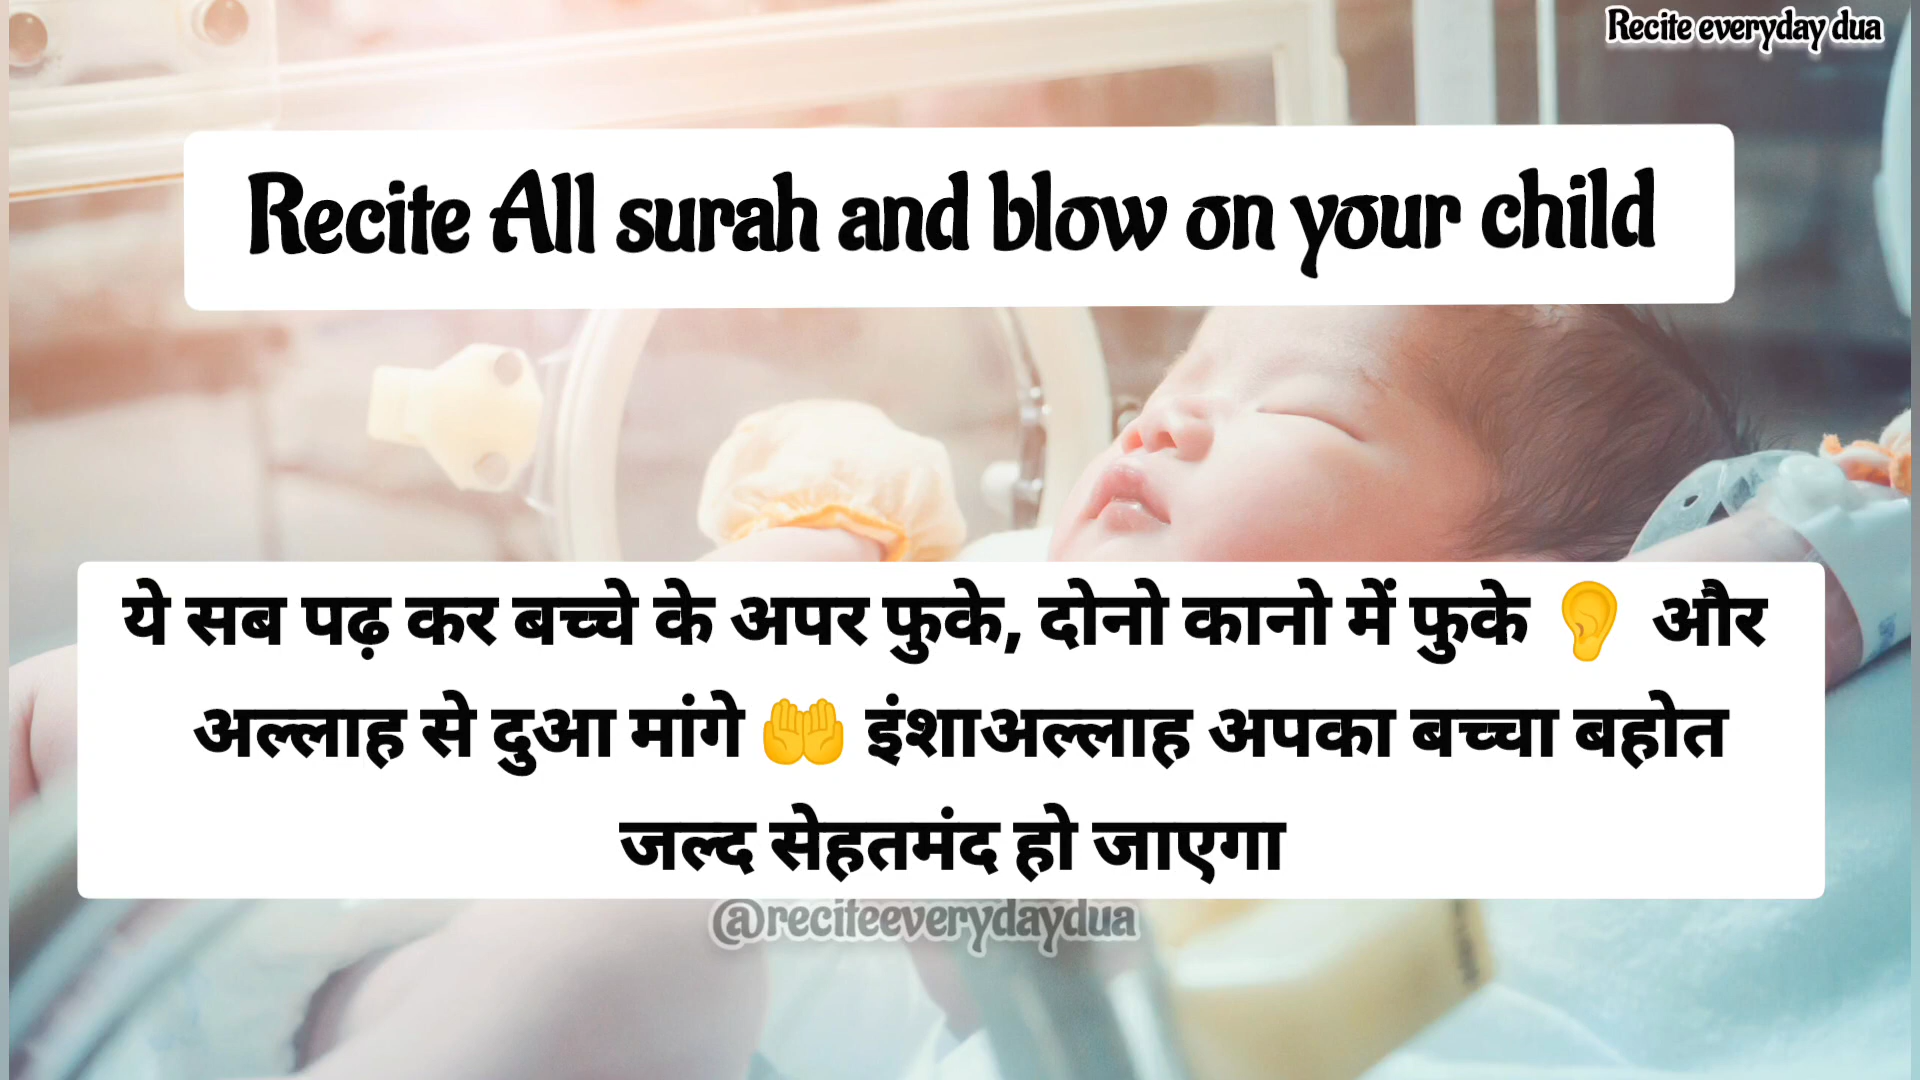 Recite everyday dua
Recite All surah and blow on your child
ये सब पढ़ कर बच्चे के अपर फुके, दोनो कानो में फुके 👂 और
अल्लाह से दुआ मांगे 🤲 इंशाअल्लाह अपका बच्चा बहोत
जल्द सेहतमंद हो जाएगा
@reciteeverydaydua